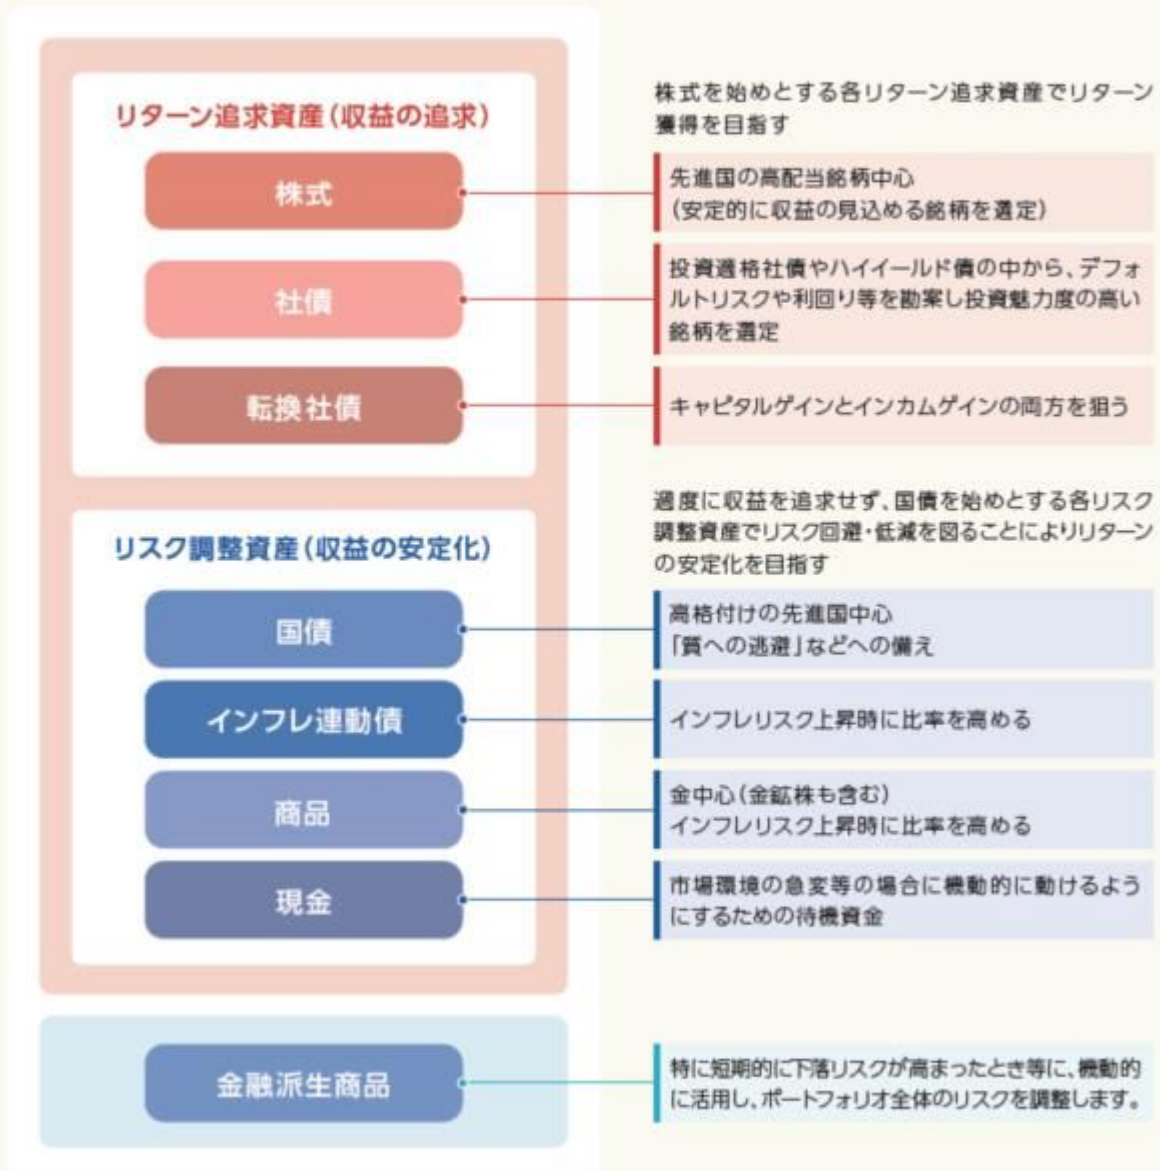 リターン追求資産(収益の追求)
株式を始めとする各リターン追求資産でリターン
獲得を目指す
株式
先進国の高配当銘柄中心
(安定的に収益の見込める銘柄を選定)
社債
投資適格社債やハイイールド債の中から、デフォ
ルトリスクや利回り等を勘案し投資魅力度の高い
銘柄を選定
転換社債
キャピタルゲインとインカムゲインの両方を狙う
リスク調整資産(収益の安定化)
過度に収益を追求せず、国債を始めとする各リスク
調整資産でリスク回避・低減を図ることによりリターン
の安定化を目指す
国債
高格付けの先進国中心
「質への逃避」などへの備え
インフレ連動債
インフレリスク上昇時に比率を高める
商品
金中心(金鉱株も含む)
インフレリスク上昇時に比率を高める
現金
市場環境の急変等の場合に機動的に動けるよう
にするための待機資金
金融派生商品
特に短期的に下落リスクが高まったとき等に、機動的
に活用し、ポートフォリオ全体のリスクを調整します。